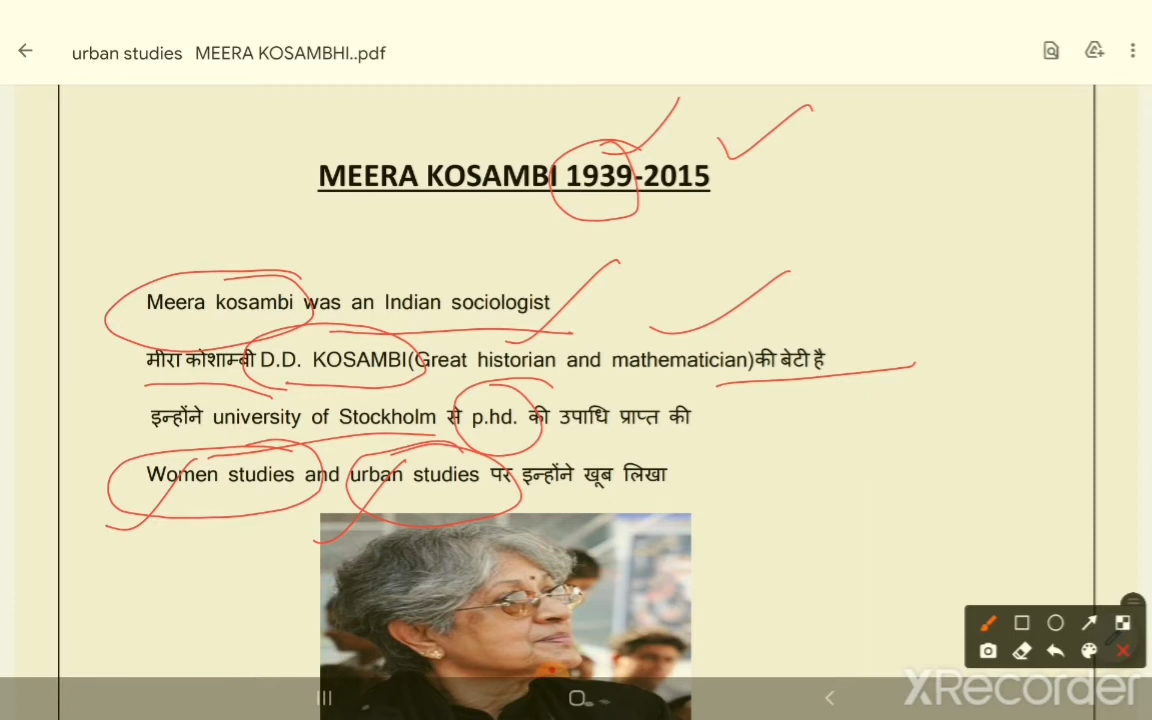 urban studies MEERA KOSAMBHI..pdf
MEERA KOSAMBI 1939-2015
Meera kosambi was an Indian sociologist
मीरा कोशाम्बी D.D. KOSAMBI(Great historian and mathematician)की बेटी है
इन्होंने university of Stockholm से p.hd. की उपाधि प्राप्त की
Women studies and urban studies पर इन्होंने खूब लिखा
XRecorder